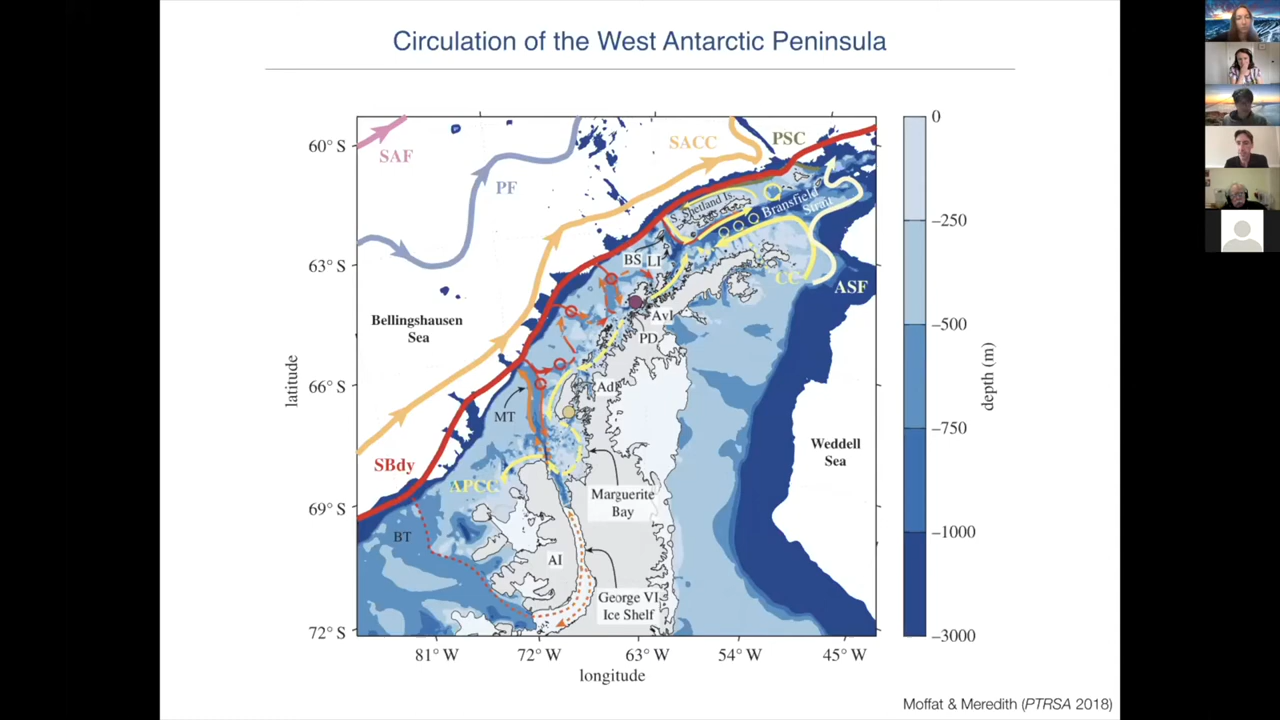 Circulation of the West Antarctic Peninsula
0
60° S
SAF
SACC
PSC
PF
S. Shetland Is.
Bransfield
Strait
−250
63° S
BS
LI
CC
ASF
Bellingshausen
Sea
AvI
PD
−500
latitude
66° S
AdI
MT
depth (m)
−750
Weddell
Sea
SBdy
APCC
Marguerite
Bay
69° S
BT
−1000
AI
George VI
Ice Shelf
72° S
−3000
81° W
72° W
63° W
54° W
45° W
longitude
Moffat & Meredith (PTRSA 2018)